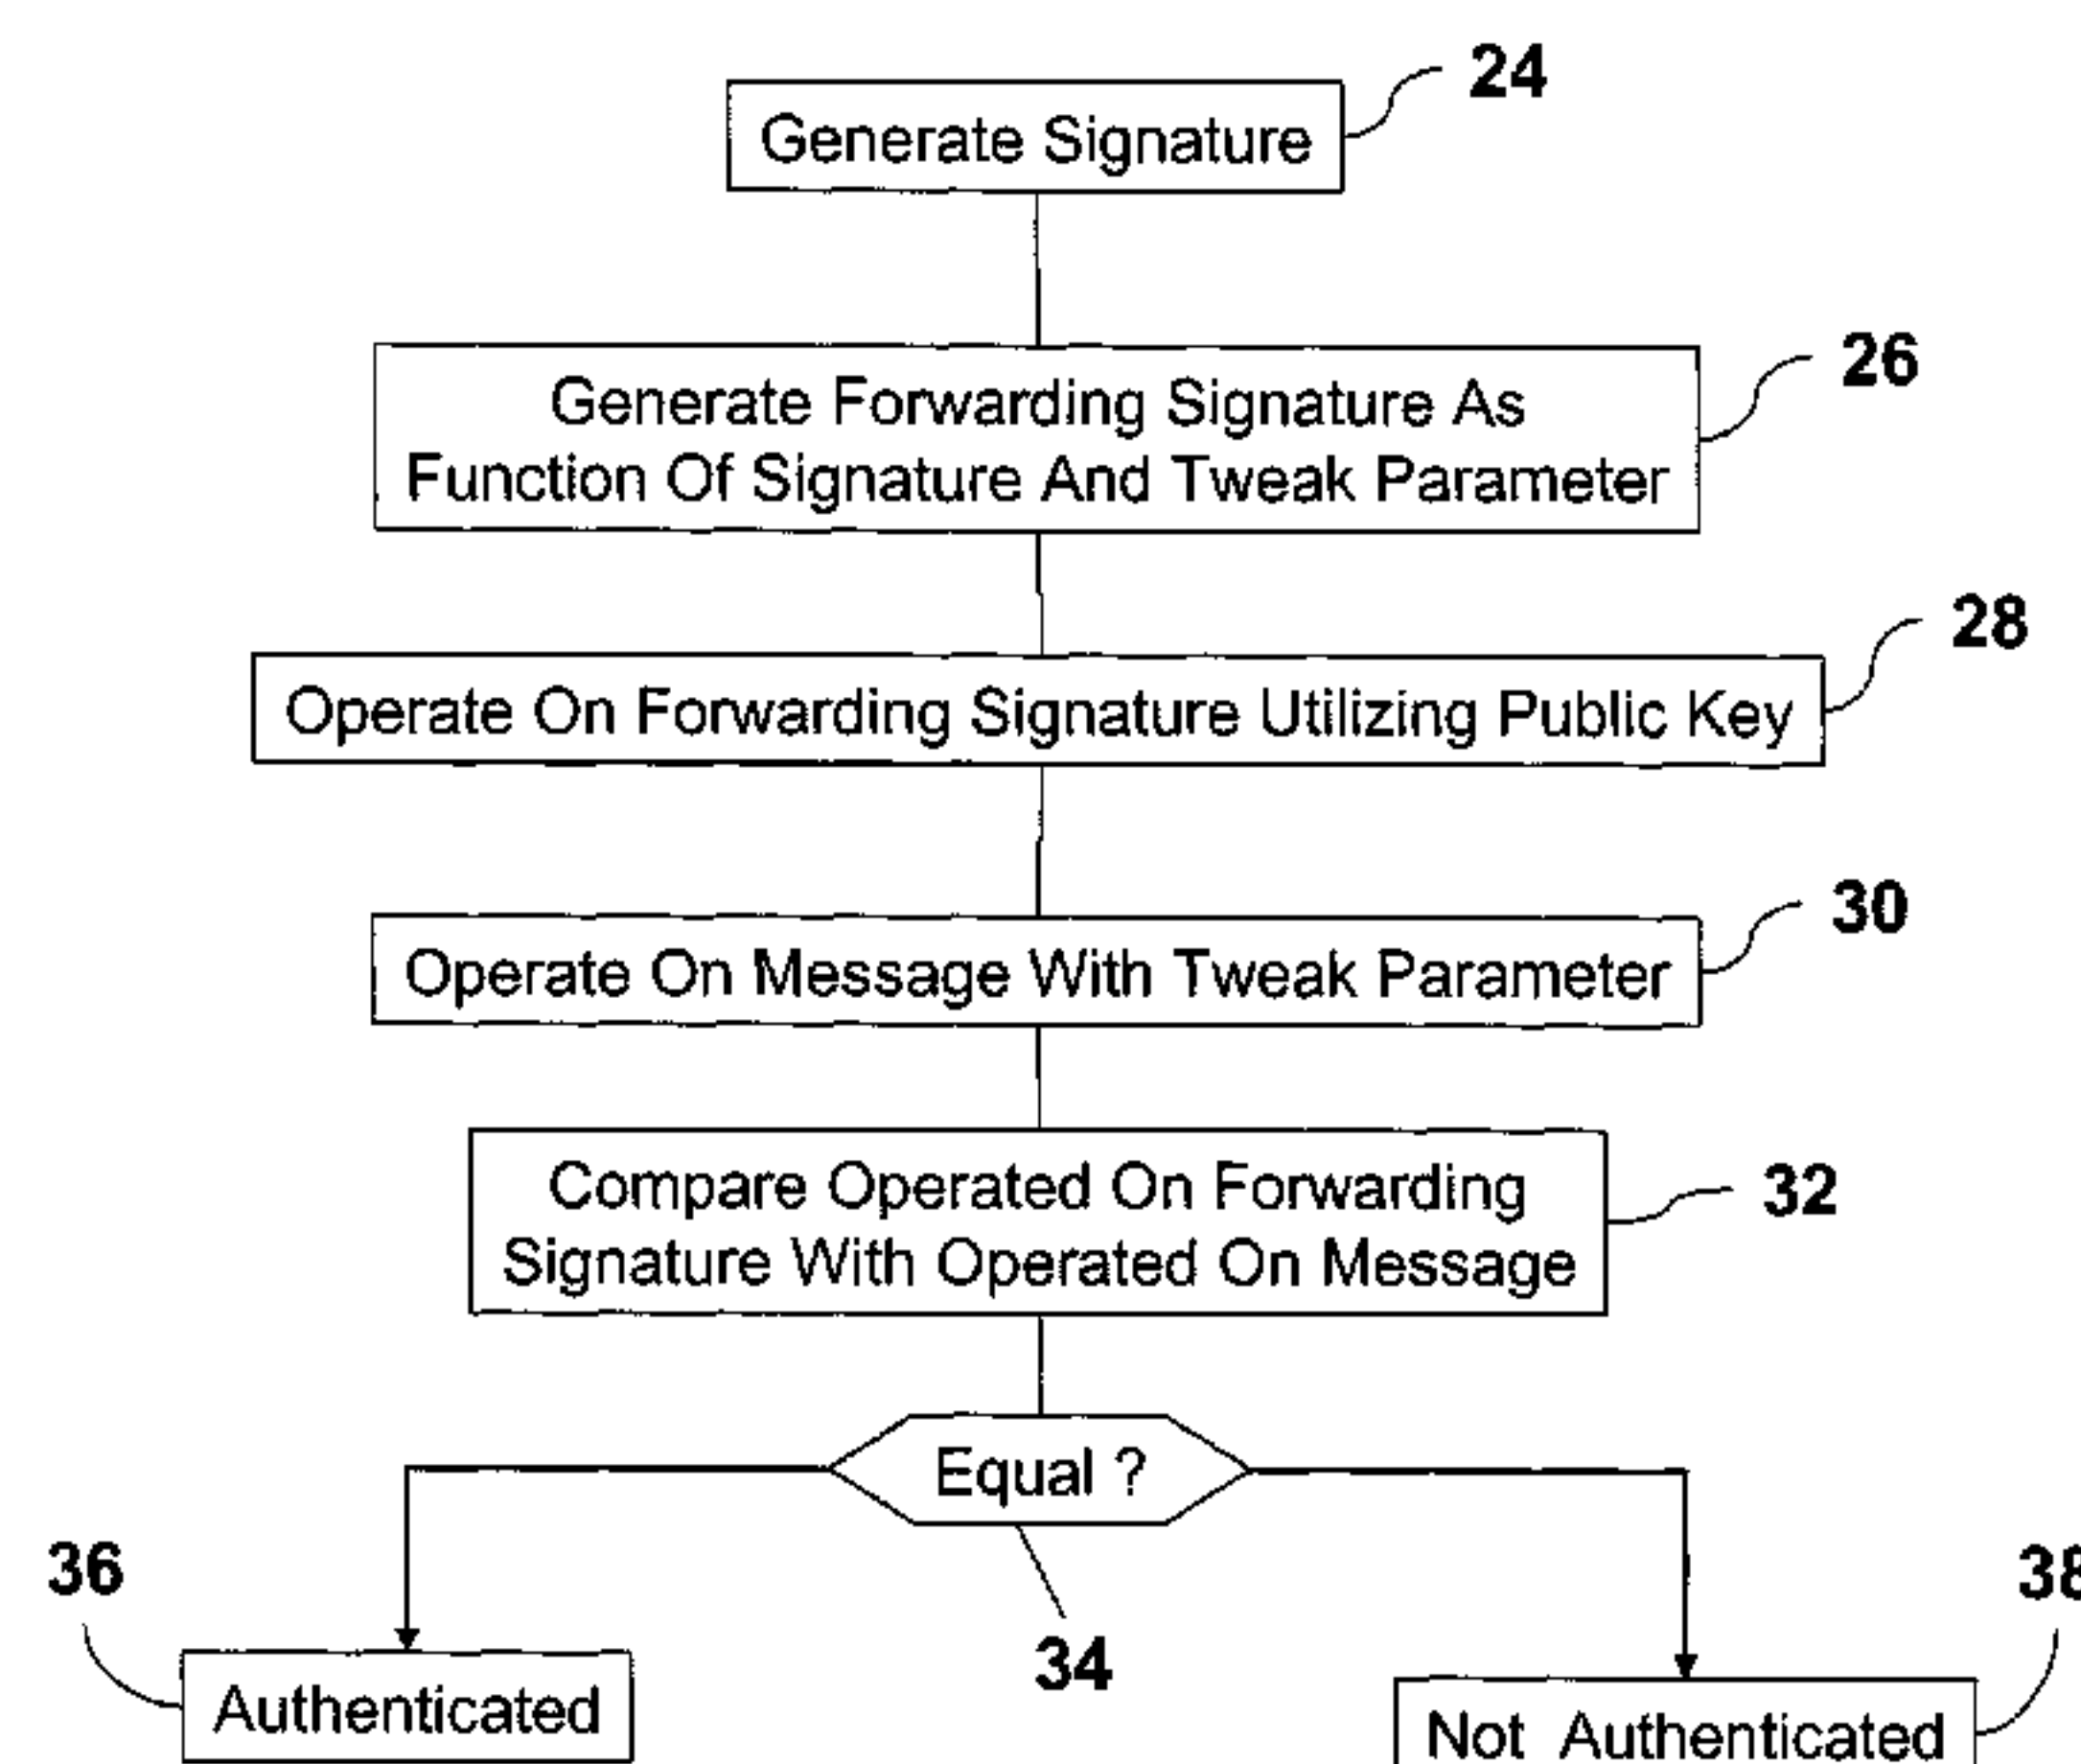 24
Generate Signature
26
Generate Forwarding Signature As
Function Of Signature And Tweak Parameter
28
Operate On Forwarding Signature Utilizing Public Key
30
Operate On Message With Tweak Parameter
32
Compare Operated On Forwarding
Signature With Operated On Message
Equal ?
34
36
38
Authenticated
Not Authenticated